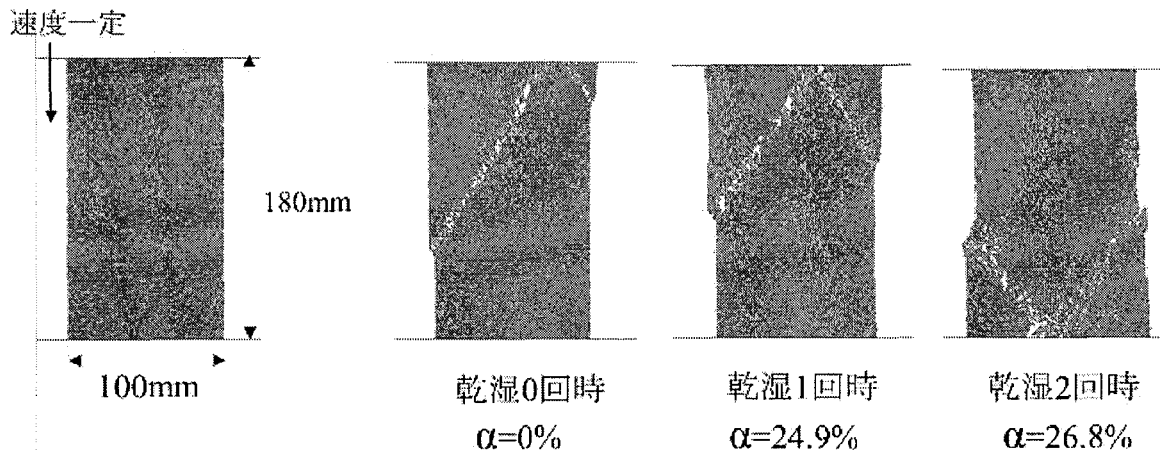 速度一定
180mm
100mm
乾湿0回時
α=0%
乾湿1回時
α=24.9%
乾湿2回時
α=26.8%